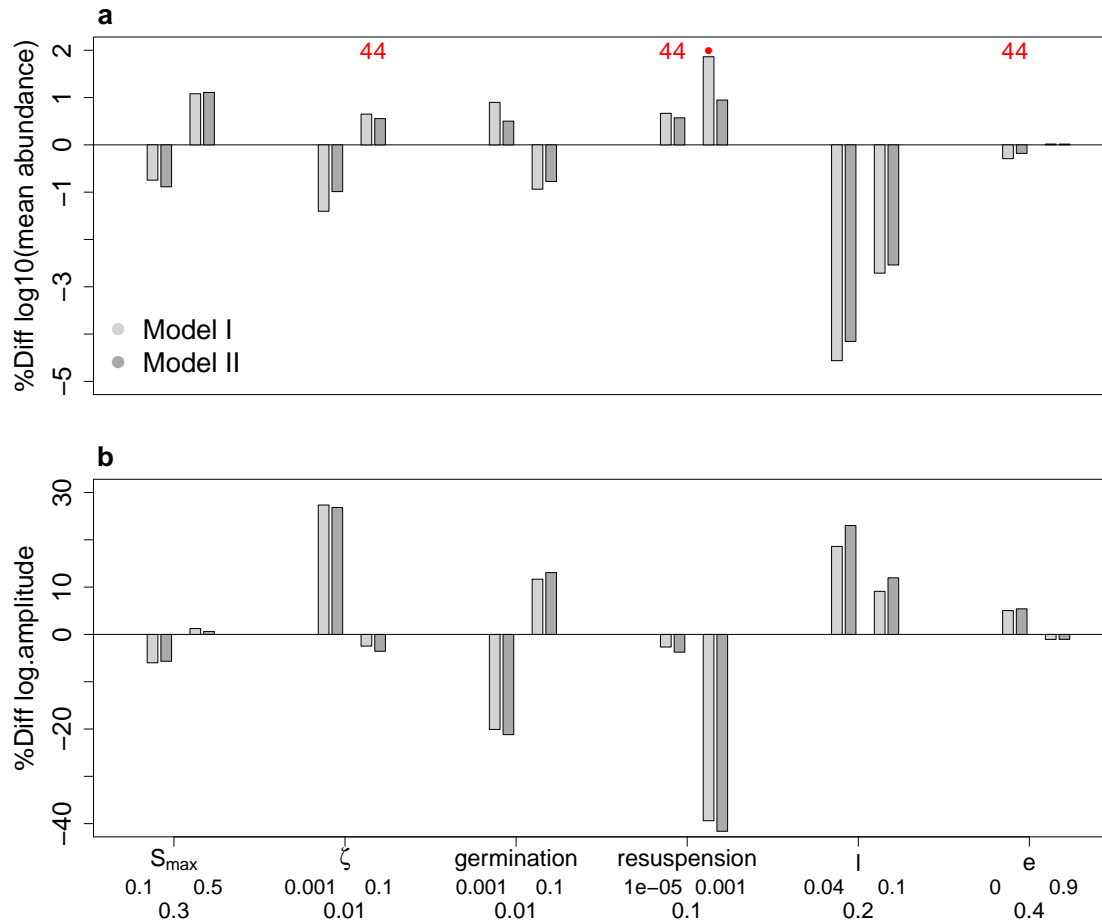 a
%Diff log10(mean abundance)
2
1
0
−1
−3
−5
44
44
44
Model I
Model II
b
%Diff log.amplitude
30
10
0
−20
−40
Smax ζ germination resuspension l e
0.1 0.5 0.001 0.1 0.001 0.1 1e−05 0.001 0.04 0.1 0 0.9
0.3 0.01 0.01 0.1 0.2 0.4